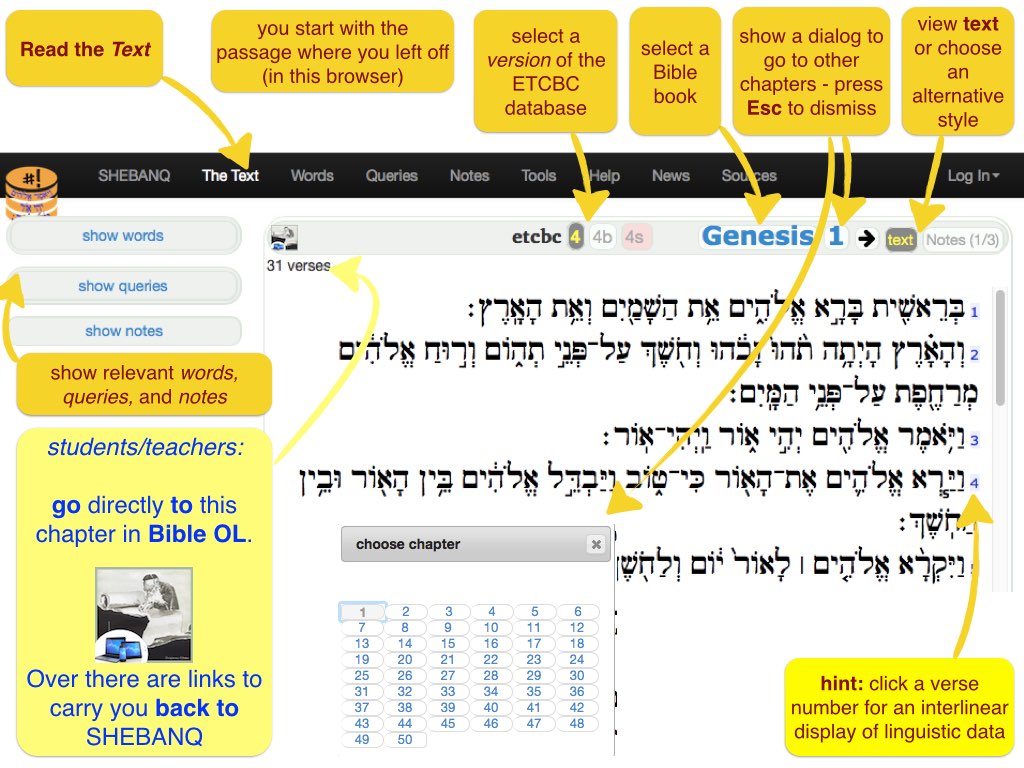 Read the Text
you start with the
passage where you left off
(in this browser)
select a
version of the
ETCBC
database
select a
Bible
book
show a dialog to
go to other
chapters - press
Esc to dismiss
view text
or choose
an
alternative
style
#!
SHEBANQ The Text Words Queries Notes Tools Help News Sources Log In
show words
show queries
show notes
etcbc 4 4b 4s Genesis 1 text Notes (1/3)
31 verses
1 בְּרֵאשִׁ֖ית בָּרָ֣א אֱלֹהִ֑ים אֵ֥ת הַשָּׁמַ֖יִם וְאֵ֥ת הָאָֽרֶץ׃
2 וְהָאָ֗רֶץ הָיְתָ֥ה תֹ֙הוּ֙ וָבֹ֔הוּ וְחֹ֖שֶׁךְ עַל־פְּנֵ֣י תְהֹ֑ום וְר֣וּחַ אֱלֹהִ֔ים
מְרַחֶ֖פֶת עַל־פְּנֵ֥י הַמָּֽיִם׃
3 וַיֹּ֥אמֶר אֱלֹהִ֖ים יְהִ֣י אֹ֑ור וַֽיְהִי־אֹֽור׃
4 וַיַּ֧רְא אֱלֹהִ֛ים אֶת־הָאֹ֖ור כִּי־טֹ֑וב וַיַּבְדֵּ֣ל אֱלֹהִ֔ים בֵּ֥ין הָאֹ֖ור וּבֵ֥ין
הַחֹֽשֶׁךְ׃
וַיִּקְרָ֨א אֱלֹהִ֤ים ׀ לָאֹור֙ יֹ֔ום
show relevant words,
queries, and notes
students/teachers:
go directly to this
chapter in Bible OL.
Over there are links to
carry you back to
SHEBANQ
choose chapter
1 2 3 4 5 6
7 8 9 10 11 12
13 14 15 16 17 18
19 20 21 22 23 24
25 26 27 28 29 30
31 32 33 34 35 36
37 38 39 40 41 42
43 44 45 46 47 48
49 50
hint: click a verse
number for an interlinear
display of linguistic data